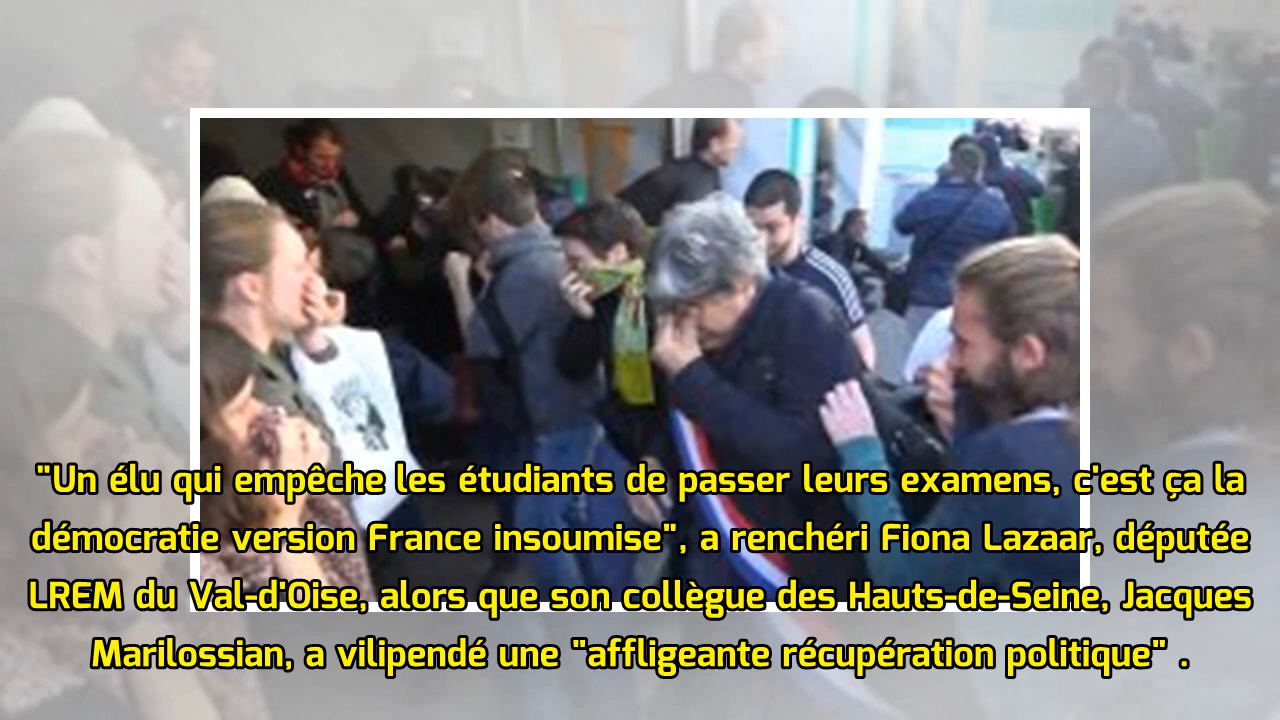 "Un élu qui empêche les étudiants de passer leurs examens, c'est ça la
démocratie version France insoumise", a renchéri Fiona Lazaar, députée
LREM du Val-d'Oise, alors que son collègue des Hauts-de-Seine, Jacques
Marilossian, a vilipendé une "affligeante récupération politique" .